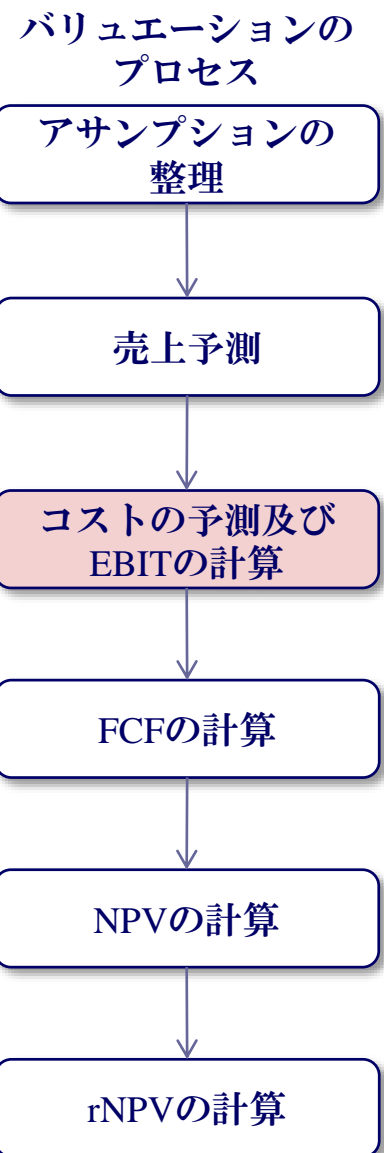 バリュエーションの
プロセス
アサンプションの
整理
売上予測
コストの予測及び
EBITの計算
FCFの計算
NPVの計算
rNPVの計算